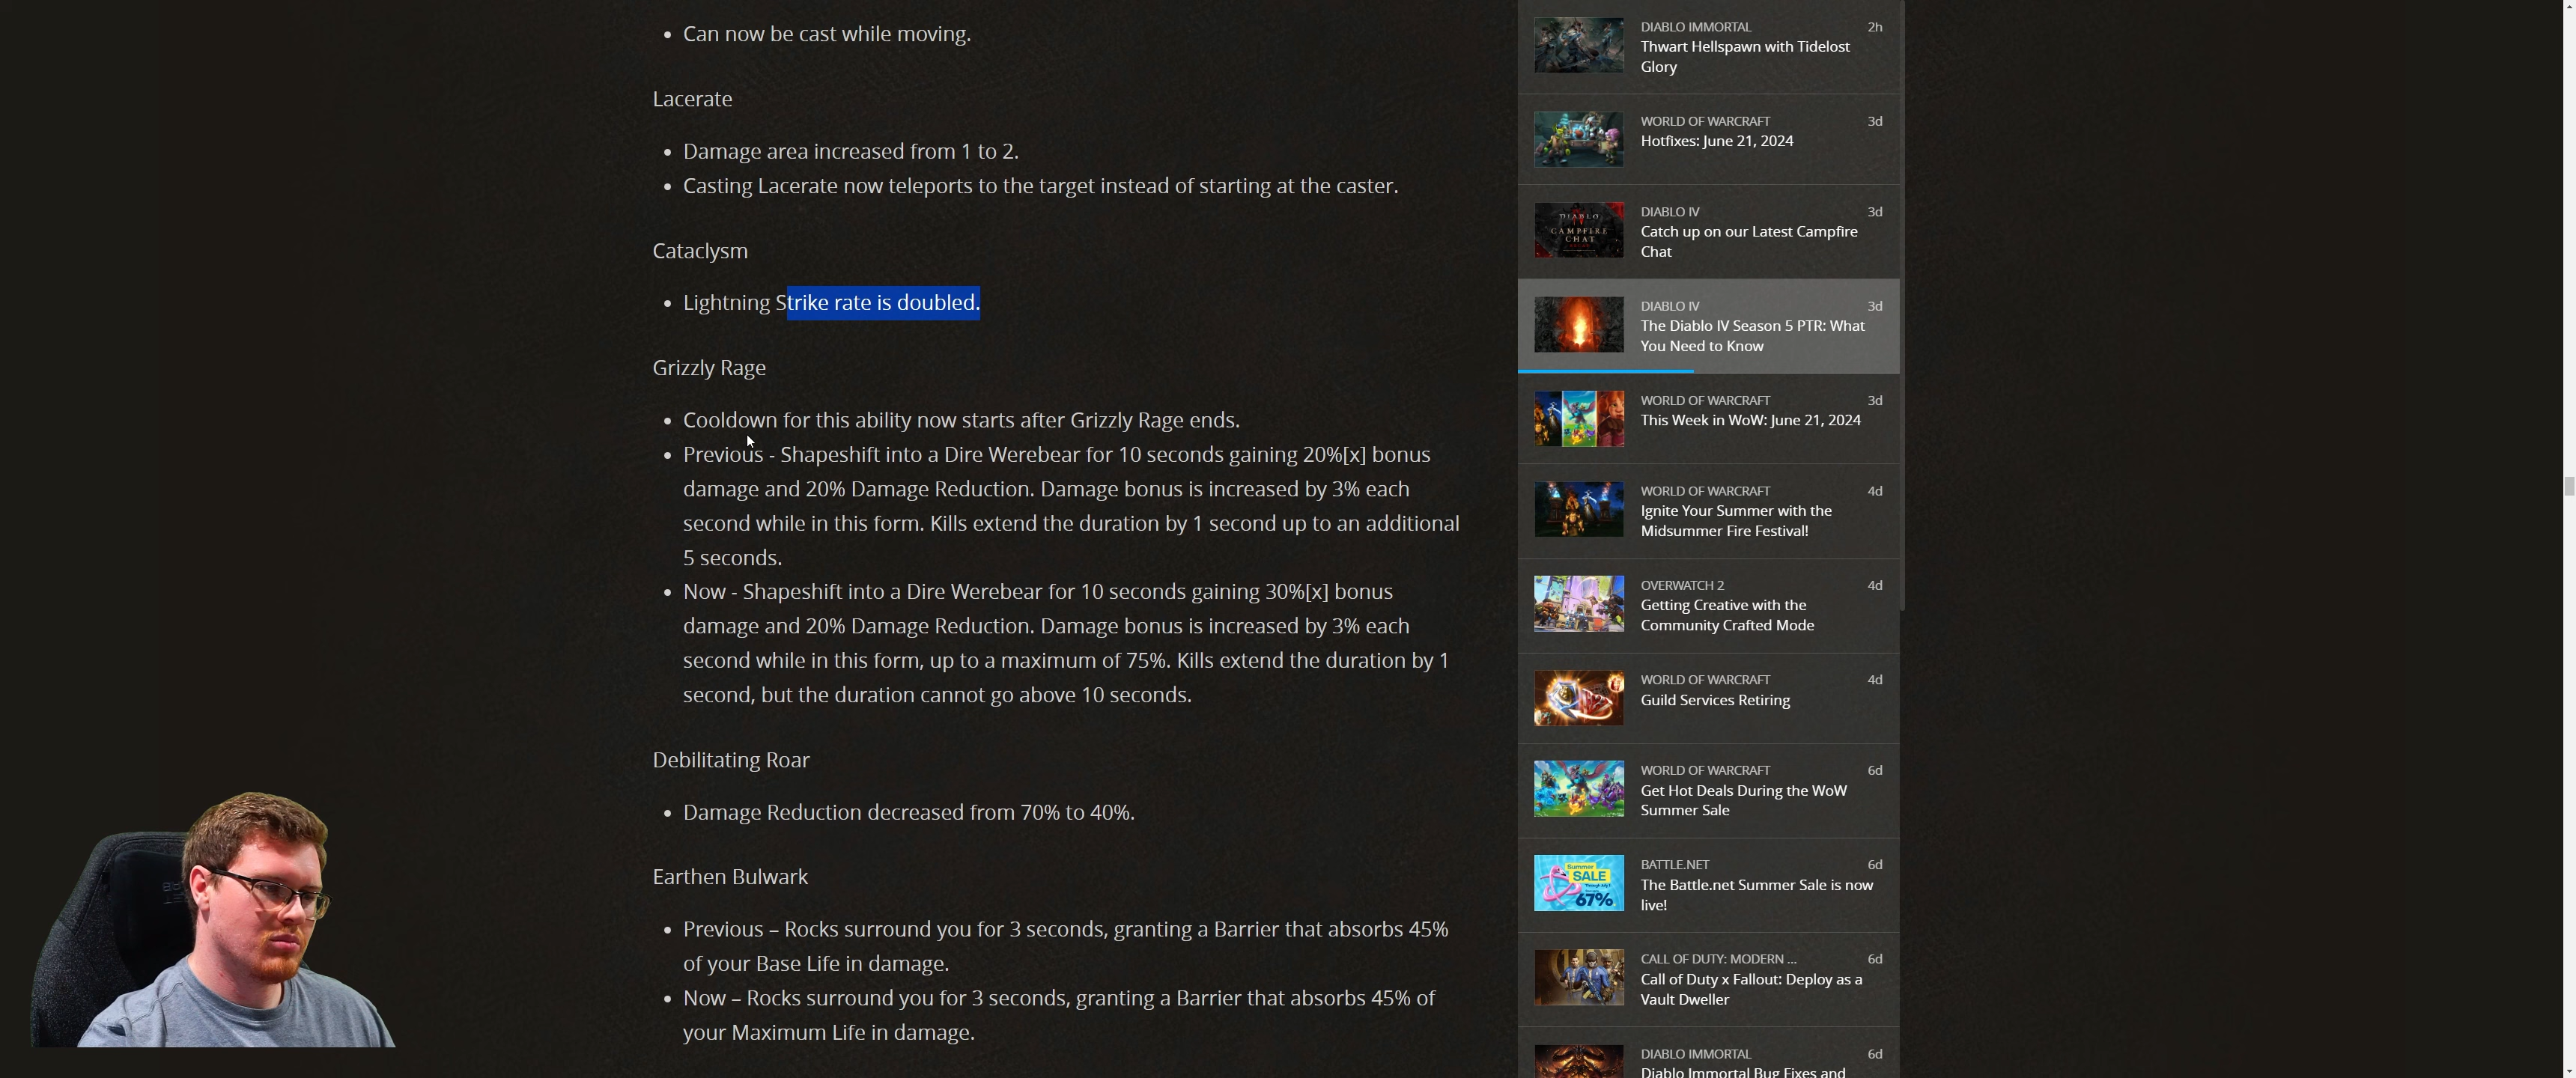 Can now be cast while moving.
Lacerate
Damage area increased from 1 to 2.
Casting Lacerate now teleports to the target instead of starting at the caster.
Cataclysm
Lightning Strike rate is doubled.
Grizzly Rage
Cooldown for this ability now starts after Grizzly Rage ends.
Previous - Shapeshift into a Dire Werebear for 10 seconds gaining 20%[x] bonus
damage and 20% Damage Reduction. Damage bonus is increased by 3% each
second while in this form. Kills extend the duration by 1 second up to an additional
5 seconds.
Now - Shapeshift into a Dire Werebear for 10 seconds gaining 30%[x] bonus
damage and 20% Damage Reduction. Damage bonus is increased by 3% each
second while in this form, up to a maximum of 75%. Kills extend the duration by 1
second, but the duration cannot go above 10 seconds.
Debilitating Roar
Damage Reduction decreased from 70% to 40%.
Earthen Bulwark
Previous – Rocks surround you for 3 seconds, granting a Barrier that absorbs 45%
of your Base Life in damage.
Now – Rocks surround you for 3 seconds, granting a Barrier that absorbs 45% of
your Maximum Life in damage.
DIABLO IMMORTAL 2h
Thwart Hellspawn with Tidelost
Glory
WORLD OF WARCRAFT 3d
Hotfixes: June 21, 2024
DIABLO IV 3d
Catch up on our Latest Campfire
Chat
DIABLO
CAMPFIRE
CHAT
DIABLO IV 3d
The Diablo IV Season 5 PTR: What
You Need to Know
WORLD OF WARCRAFT 3d
This Week in WoW: June 21, 2024
WORLD OF WARCRAFT 4d
Ignite Your Summer with the
Midsummer Fire Festival!
OVERWATCH 2 4d
Getting Creative with the
Community Crafted Mode
WORLD OF WARCRAFT 4d
Guild Services Retiring
WORLD OF WARCRAFT 6d
Get Hot Deals During the WoW
Summer Sale
BATTLE.NET 6d
The Battle.net Summer Sale is now
live!
Summer
SALE
67%
CALL OF DUTY: MODERN ... 6d
Call of Duty x Fallout: Deploy as a
Vault Dweller
DIABLO IMMORTAL 6d
Diablo Immortal Bug Fixes and